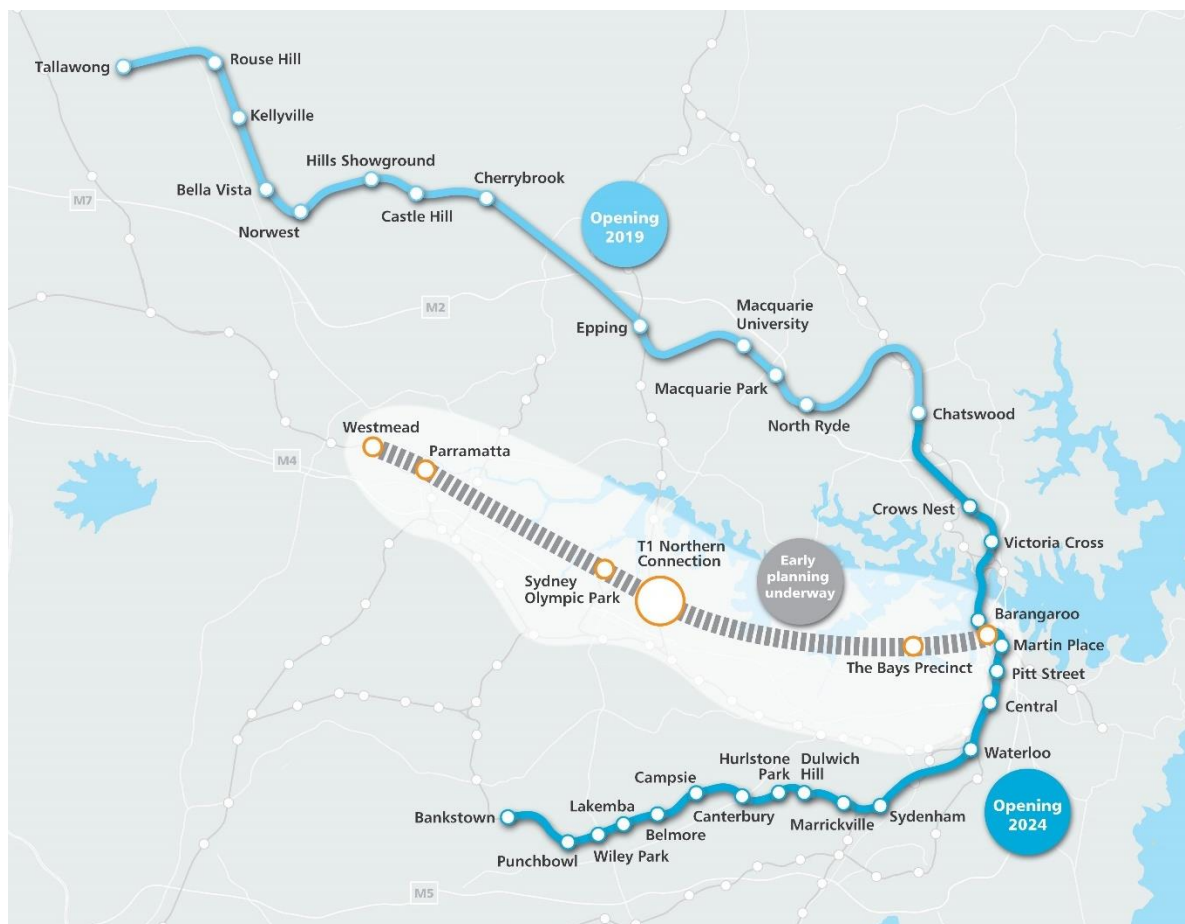 Tallawong
Rouse Hill
Kellyville
Bella Vista
Norwest
Hills Showground
Castle Hill
Cherrybrook
Opening
2019
M7
M2
Epping
Macquarie
University
Macquarie Park
North Ryde
Chatswood
Westmead
Parramatta
M4
Crows Nest
Victoria Cross
T1 Northern
Connection
Sydney
Olympic Park
Early
planning
underway
Barangaroo
Martin Place
The Bays Precinct
Pitt Street
Central
Waterloo
Opening
2024
Bankstown
Punchbowl
Wiley Park
Lakemba
Belmore
Campsie
Canterbury
Hurlstone
Park
Dulwich
Hill
Marrickville
Sydenham
M5